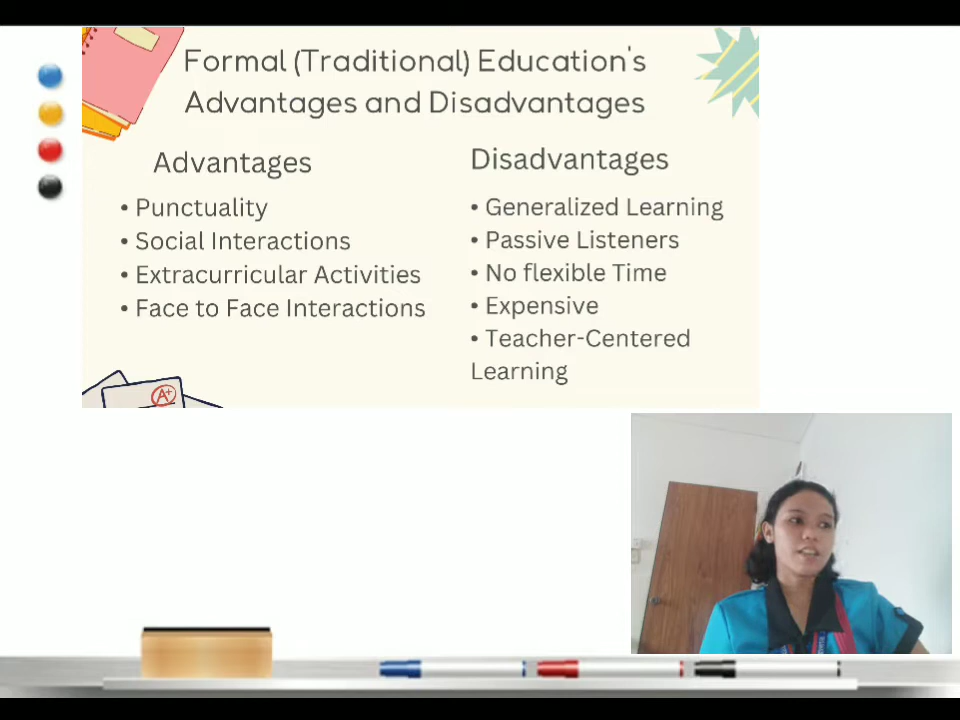 Formal (Traditional) Education's
Advantages and Disadvantages
Advantages
• Punctuality
• Social Interactions
• Extracurricular Activities
• Face to Face Interactions
Disadvantages
• Generalized Learning
• Passive Listeners
• No flexible Time
• Expensive
• Teacher-Centered
Learning
A+